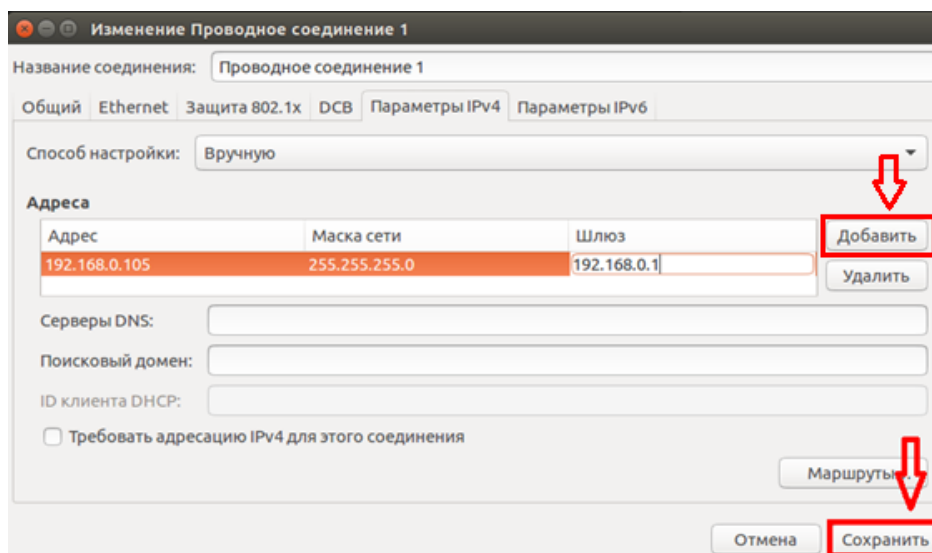 Изменение Проводное соединение 1
Название соединения: Проводное соединение 1
Общий Ethernet Защита 802.1x DCB Параметры IPv4 Параметры IPv6
Способ настройки: Вручную
Адреса
Адрес Маска сети Шлюз Добавить
192.168.0.105 255.255.255.0 192.168.0.1
Удалить
Серверы DNS:
Поисковый домен:
ID клиента DHCP:
Требовать адресацию IPv4 для этого соединения
Маршруты…
Отмена Сохранить